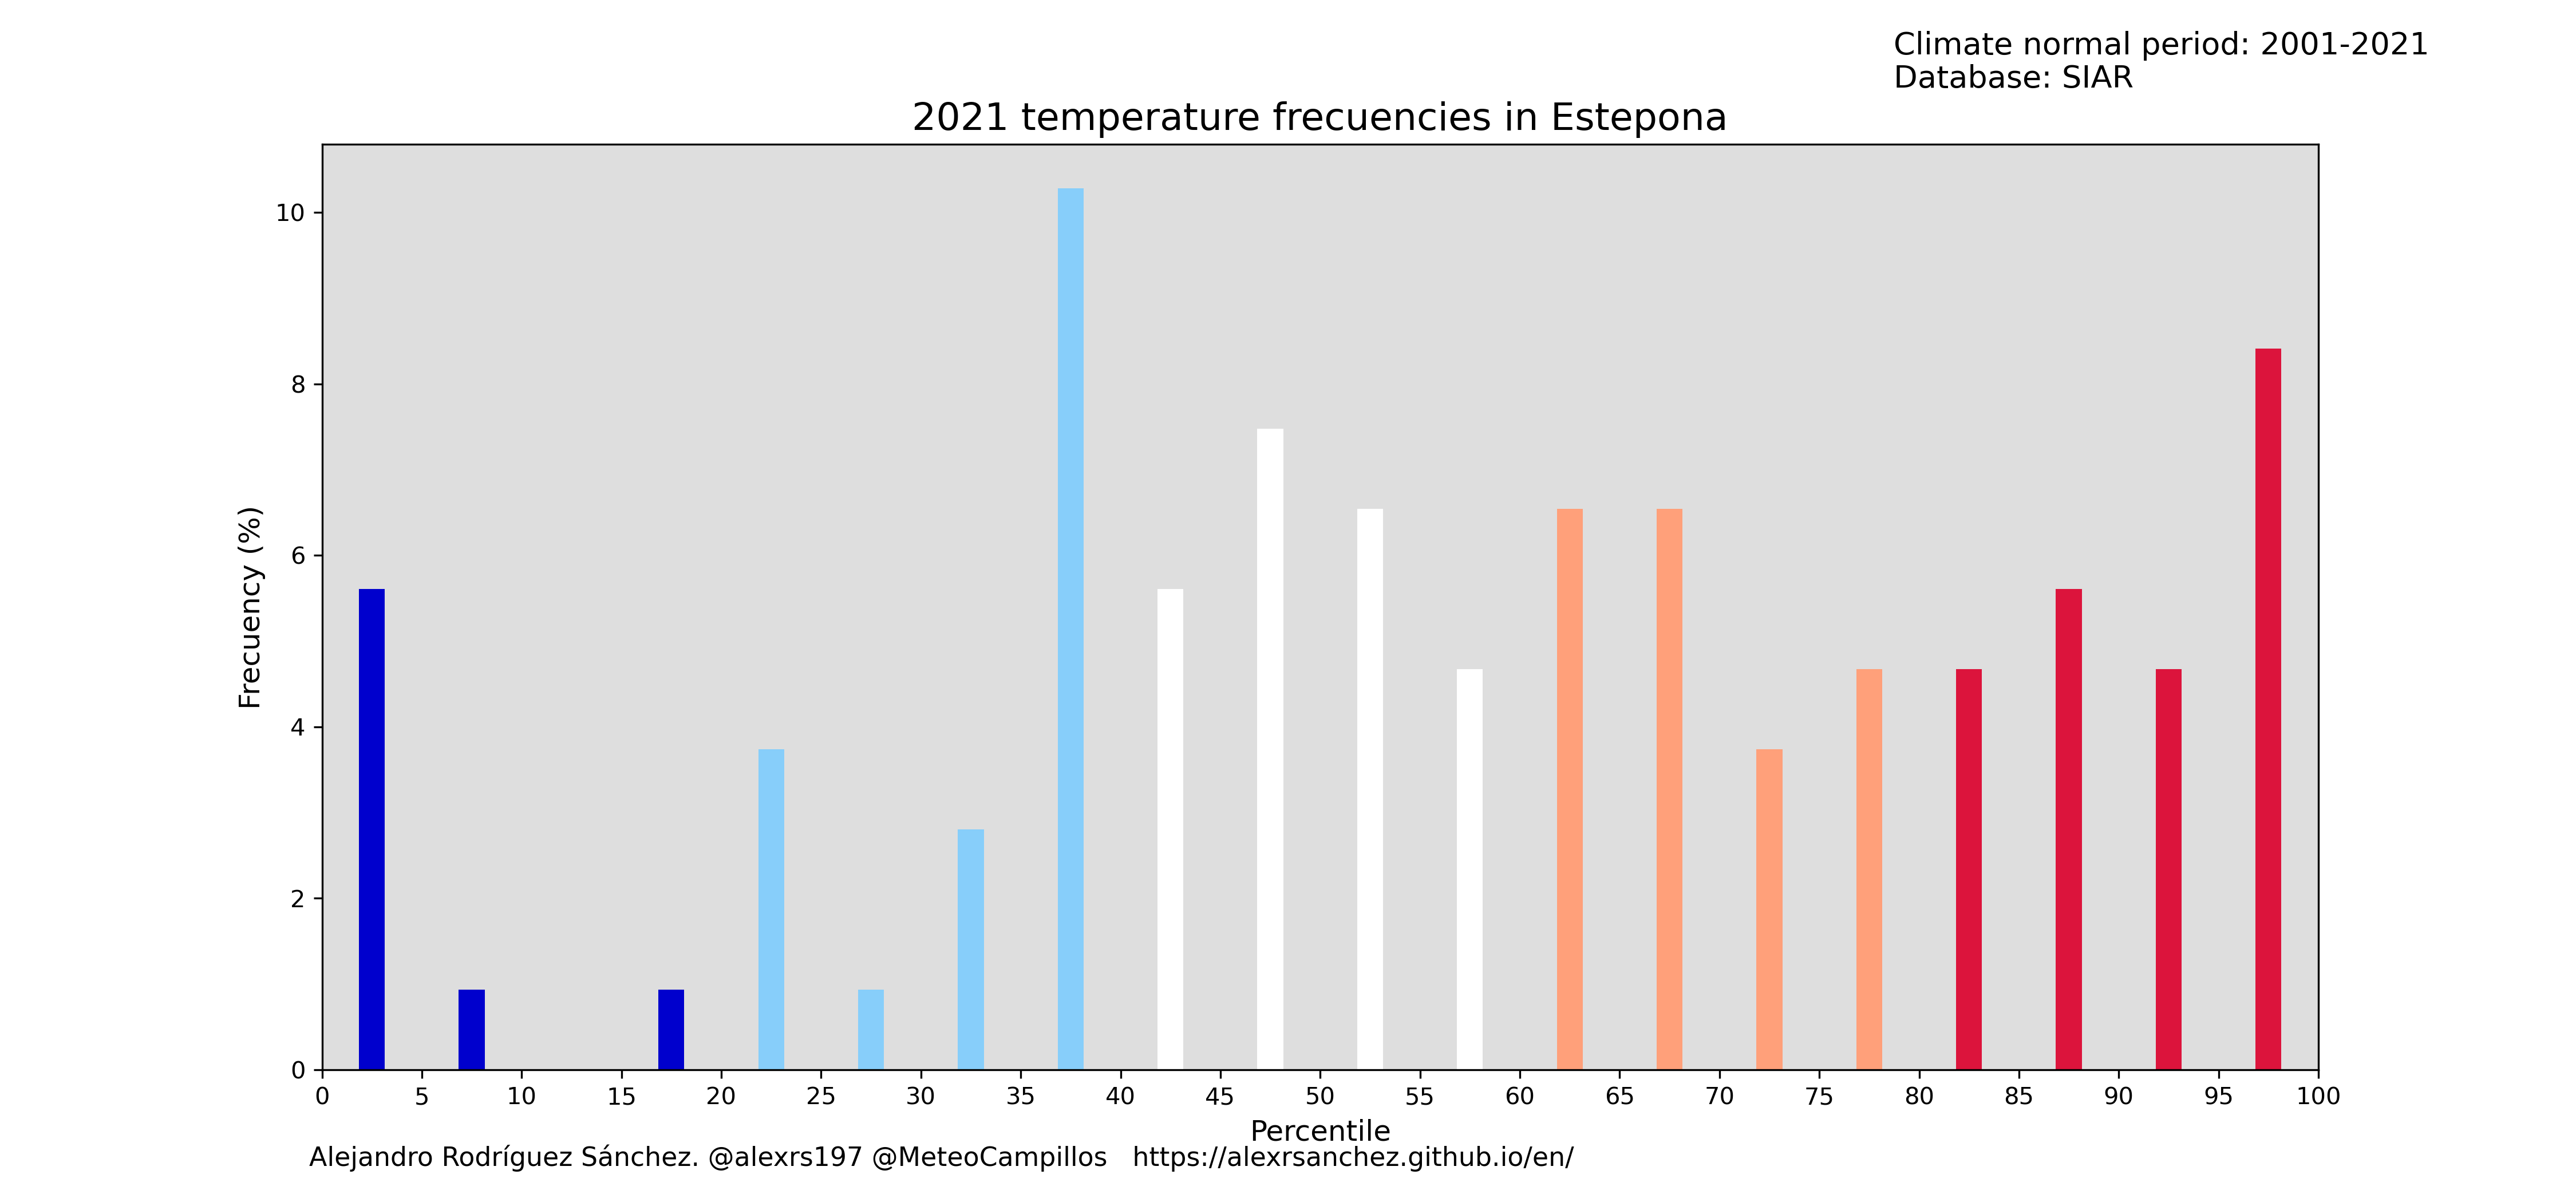 Climate normal period: 2001-2021
Database: SIAR
2021 temperature frecuencies in Estepona
10
8
6
4
2
0
Frecuency (%)
0 5 10 15 20 25 30 35 40 45 50 55 60 65 70 75 80 85 90 95 100
Percentile
Alejandro Rodríguez Sánchez. @alexrs197 @MeteoCampillos https://alexrsanchez.github.io/en/